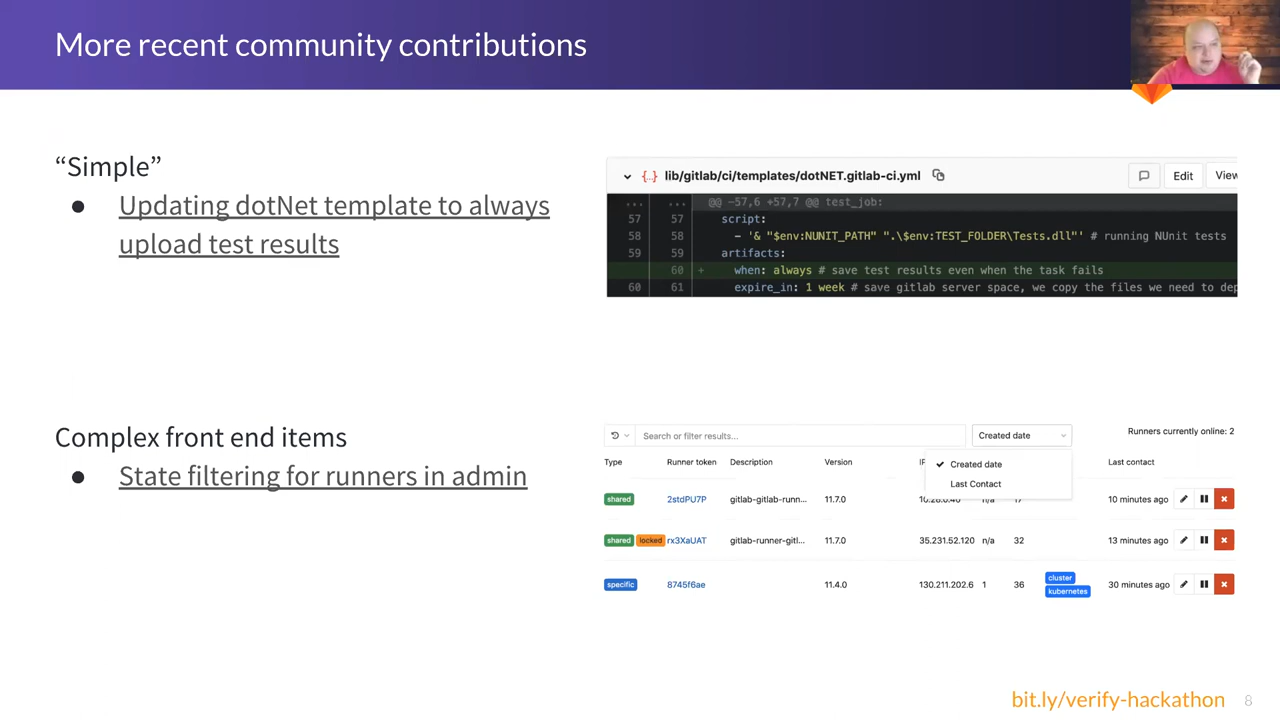 More recent community contributions
“Simple”
● Updating dotNet template to always
upload test results
{..} lib/gitlab/ci/templates/dotNET.gitlab-ci.yml
Edit
View
... ... @@ -57,6 +57,7 @@ test_job:
57 57 script:
58 58 - '& "$env:NUNIT_PATH" ".\$env:TEST_FOLDER\Tests.dll"' # running NUnit tests
59 59 artifacts:
60 + when: always # save test results even when the task fails
60 61 expire_in: 1 week # save gitlab server space, we copy the files we need to
Complex front end items
● State filtering for runners in admin
Search or filter results...
Created date
Runners currently online: 2
Type Runner token Description Version Last contact
Created date
Last Contact
shared 2stdPU7P gitlab-gitlab-runn... 11.7.0 n/a 17 10 minutes ago
shared locked rx3XaUAT gitlab-runner-gitl... 11.7.0 35.231.52.120 n/a 32 13 minutes ago
specific 8745f6ae 11.4.0 130.211.202.6 1 36 cluster kubernetes 30 minutes ago
bit.ly/verify-hackathon 8